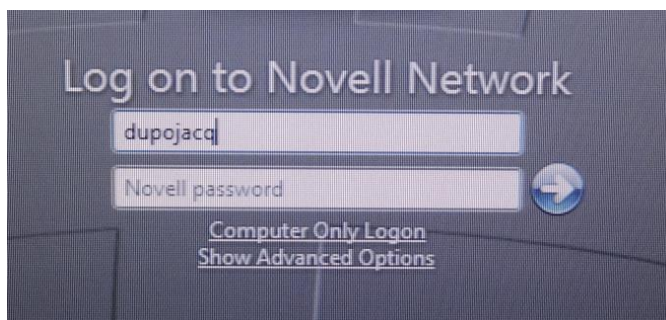 Log on to Novell Network
dupojacq
Novell password
Computer Only Logon
Show Advanced Options